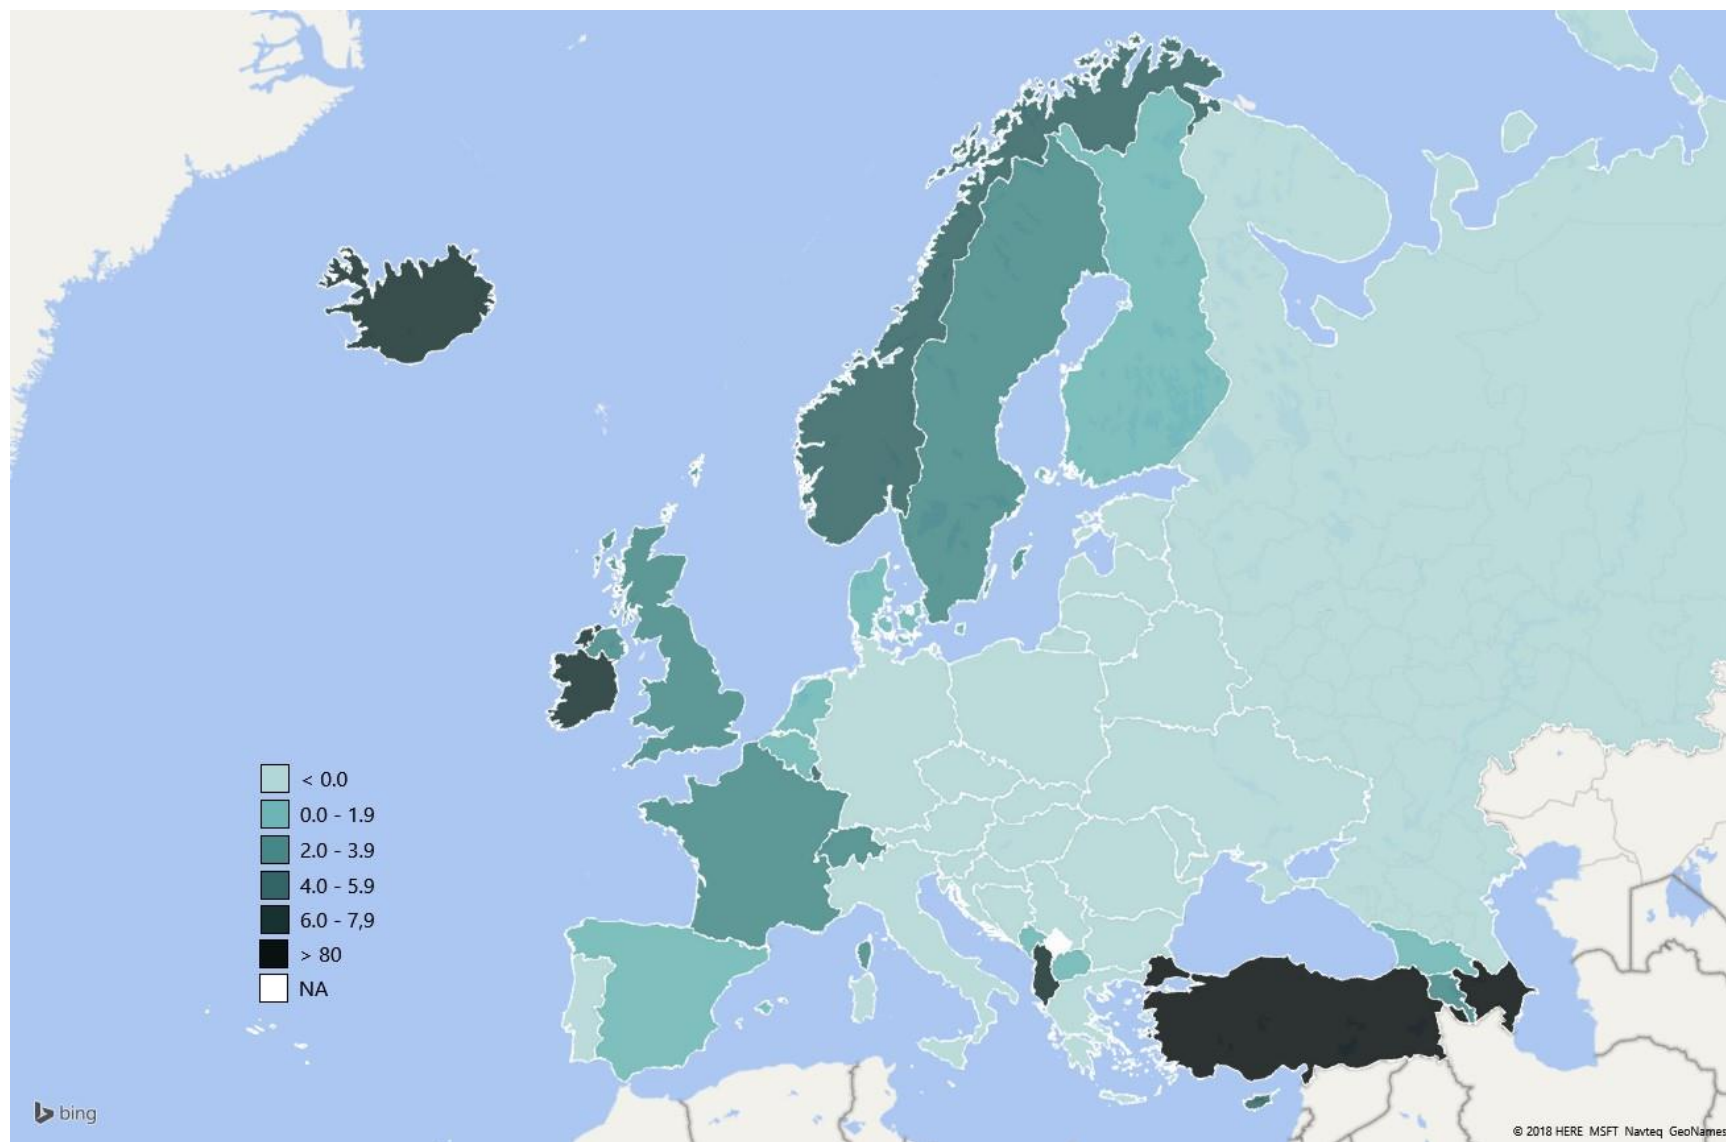 < 0.0
0.0 - 1.9
2.0 - 3.9
4.0 - 5.9
6.0 - 7,9
> 80
NA
bing
© 2018 HERE MSFT Navteq GeoNames